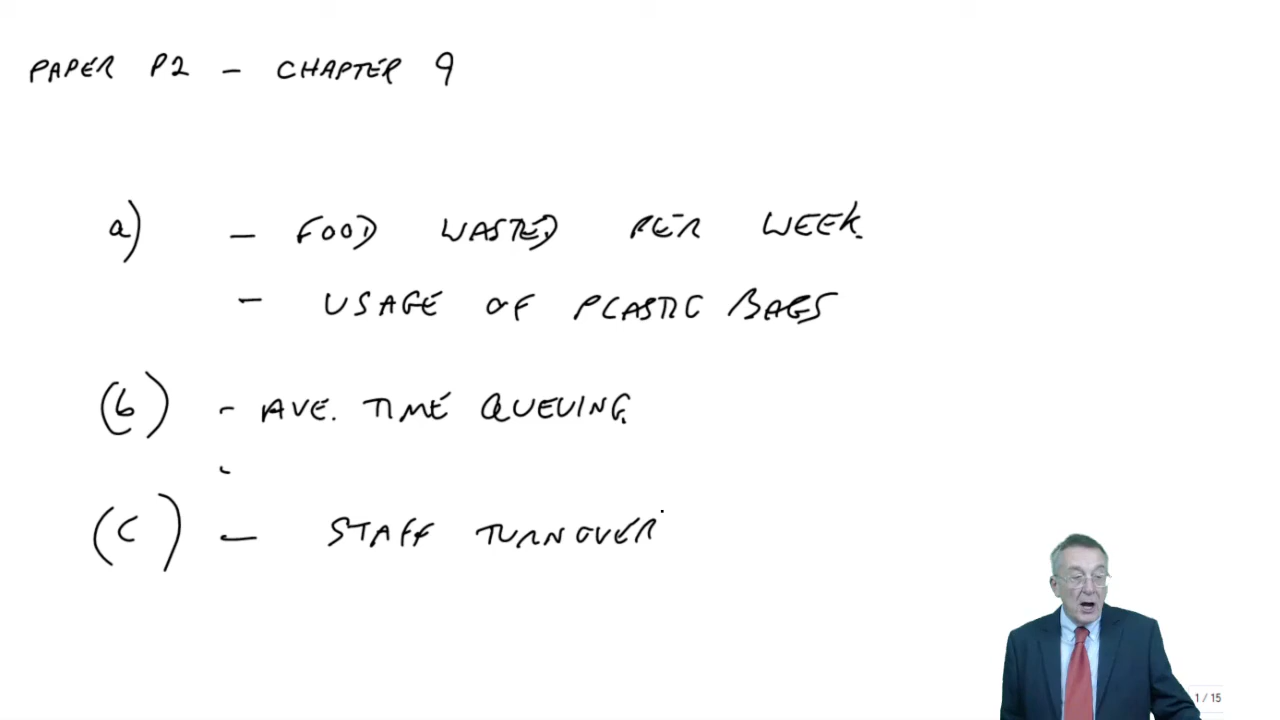 PAPER P2 - CHAPTER 9
a) - FOOD WASTED PER WEEK.
- USAGE OF PLASTIC BAGS
(b) - AVE. TIME QUEUING.
-
(c) - STAFF TURNOVER
1 / 15